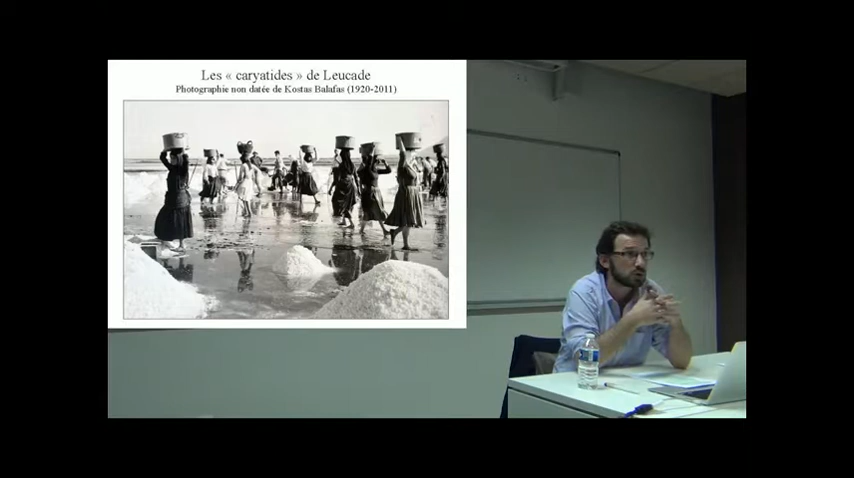 Les « caryatides » de Leucade
Photographie non datée de Kostas Balafas (1920-2011)